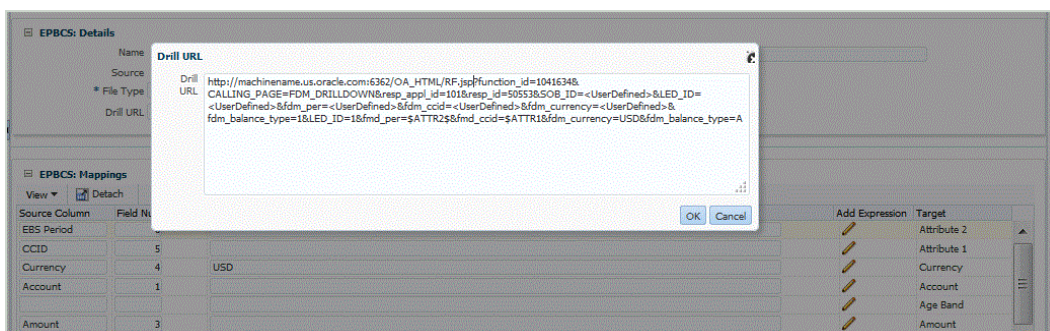 EPBCS: Details
Name
Source
* File Type
Drill URL
Drill URL
Drill URL
http://machinename.us.oracle.com:6362/OA_HTML/RF.jsp?function_id=1041634&
CALLING_PAGE=FDM_DRILLDOWN&resp_appl_id=101&resp_id=50553&SOB_ID=<UserDefined>&LED_ID=
<UserDefined>&fdm_per=<UserDefined>&fdm_ccid=<UserDefined>&fdm_currency=<UserDefined>&
fdm_balance_type=1&LED_ID=1&fmd_per=$ATTR2$&fmd_ccid=$ATTR1&fdm_currency=USD&fdm_balance_type=A
OK Cancel
EPBCS: Mappings
View Detach
Source Column Field Nu Add Expression Target
EBS Period Attribute 2
CCID 5 Attribute 1
Currency 4 USD Currency
Account 1 Account
Age Band
Amount 3 Amount